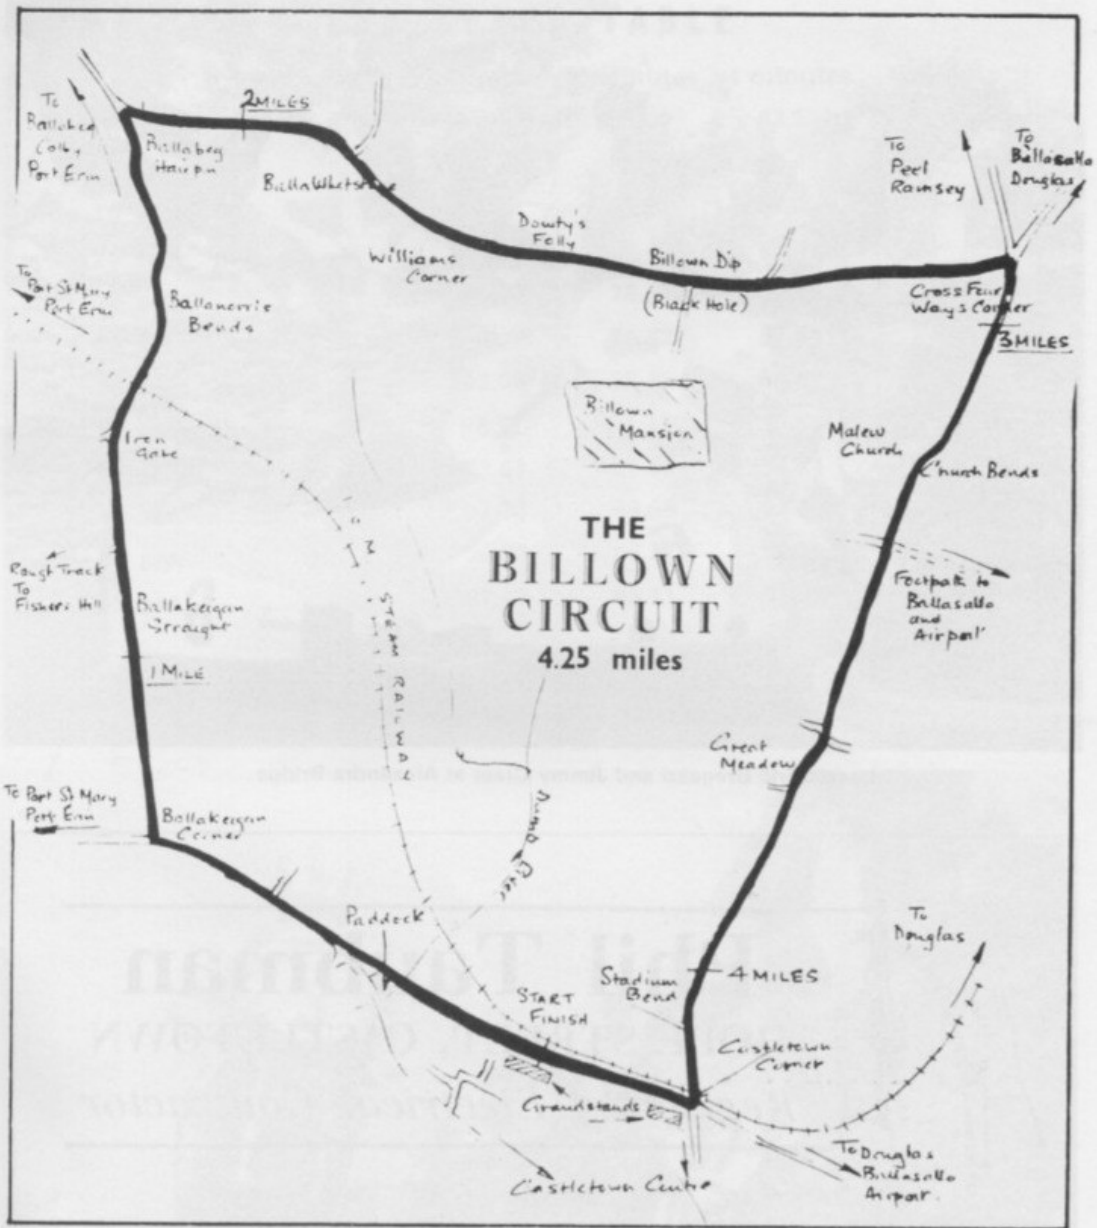 2 MILES
To
Ballabeg
Colby
Port Erin
Ballabeg
Hairpin
Balla Whetstone
Williams
Corner
Dowty's
Folly
Billown Dip
(Black Hole)
To
Peel
Ramsey
To
Ballasalla
Douglas
Cross Four
Ways Corner
3 MILES
To
Port St Mary
Port Erin
Ballanorris
Bends
Iron
Gate
Billown
Mansion
Malew
Church
Church Bends
THE
BILLOWN
CIRCUIT
4.25 miles
Rough Track
To
Fishers Hill
Ballakeigan
Straight
1 MILE
STEAM RAILWAY
Footpath to
Ballasalla
and
Airport
Great
Meadow
To Port St Mary
Port Erin
Ballakeigan
Corner
River
Paddock
To
Douglas
Stadium
Bend
4 MILES
START
FINISH
Castletown
Corner
Grandstands
Castletown Centre
To Douglas
Ballasalla
Airport.